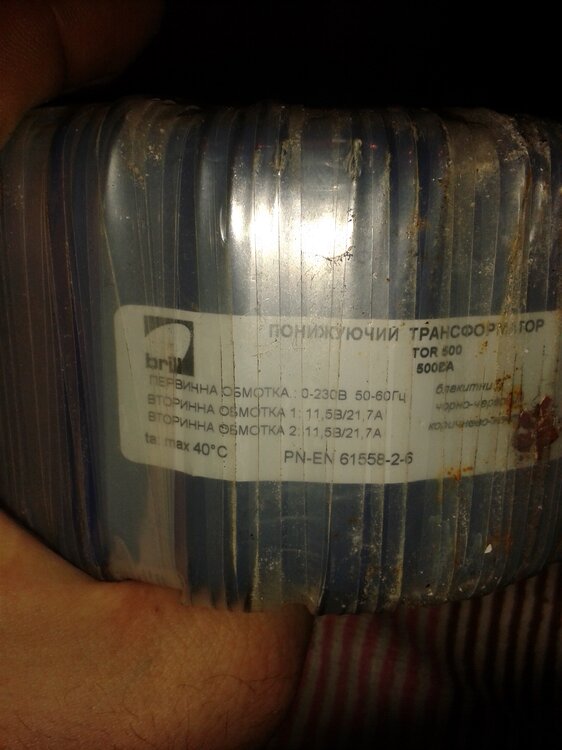 brill
ПОНИЖУЮЧИЙ ТРАНСФОРМАТОР
TOR 500
500ВА
ПЕРВИННА ОБМОТКА.: 0-230В 50-60Гц
блакитний
ВТОРИННА ОБМОТКА 1: 11,5В/21,7А
ВТОРИННА ОБМОТКА 2: 11,5В/21,7А
ta. max 40°C
PN-EN 61558-2-6